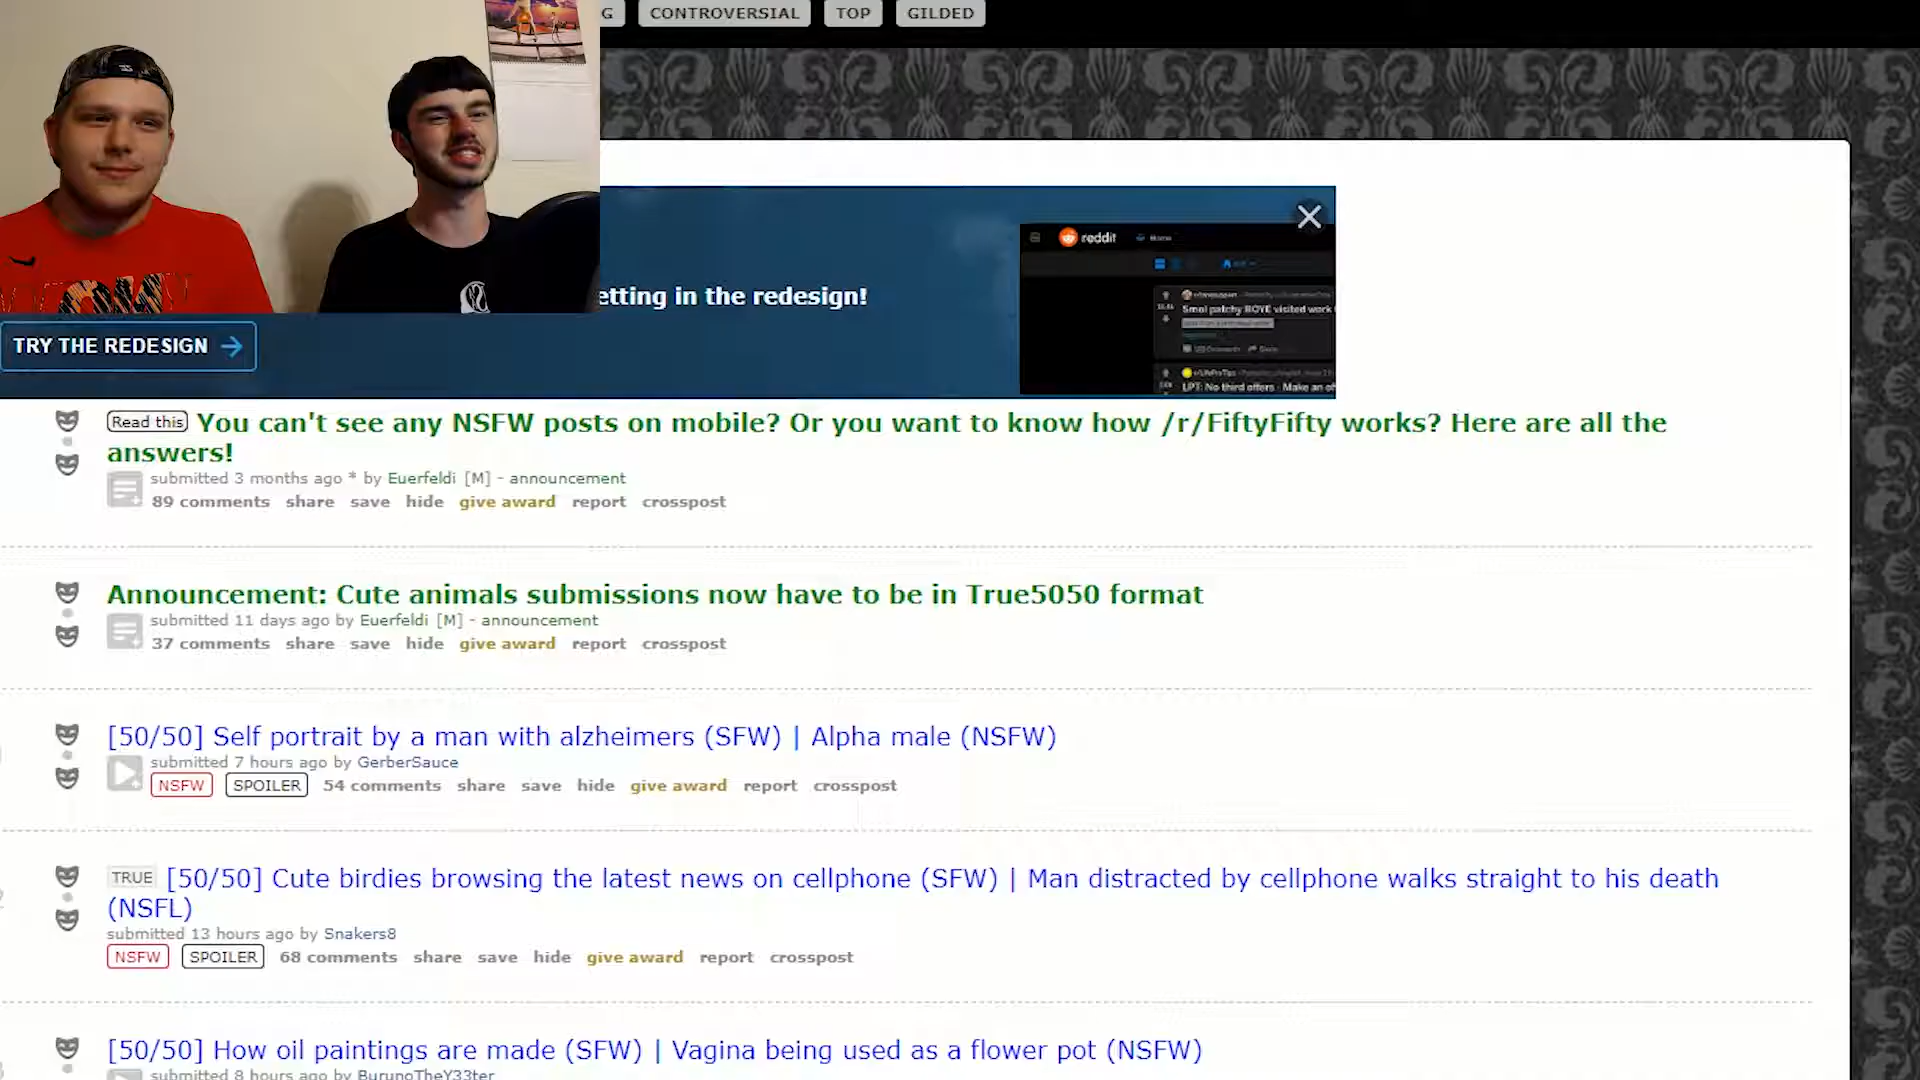 G CONTROVERSIAL TOP GILDED
etting in the redesign!
reddit Home
Smol patchy BOYE visited work
LPT: No third offers - Make an of
TRY THE REDESIGN
Read this You can't see any NSFW posts on mobile? Or you want to know how /r/FiftyFifty works? Here are all the
answers!
submitted 3 months ago * by Euerfeldi [M] - announcement
89 comments share save hide give award report crosspost
Announcement: Cute animals submissions now have to be in True5050 format
submitted 11 days ago by Euerfeldi [M] - announcement
37 comments share save hide give award report crosspost
[50/50] Self portrait by a man with alzheimers (SFW) | Alpha male (NSFW)
submitted 7 hours ago by GerberSauce
NSFW SPOILER 54 comments share save hide give award report crosspost
TRUE [50/50] Cute birdies browsing the latest news on cellphone (SFW) | Man distracted by cellphone walks straight to his death
(NSFL)
submitted 13 hours ago by Snakers8
NSFW SPOILER 68 comments share save hide give award report crosspost
[50/50] How oil paintings are made (SFW) | Vagina being used as a flower pot (NSFW)
submitted 8 hours ago by BurunoTheY33ter